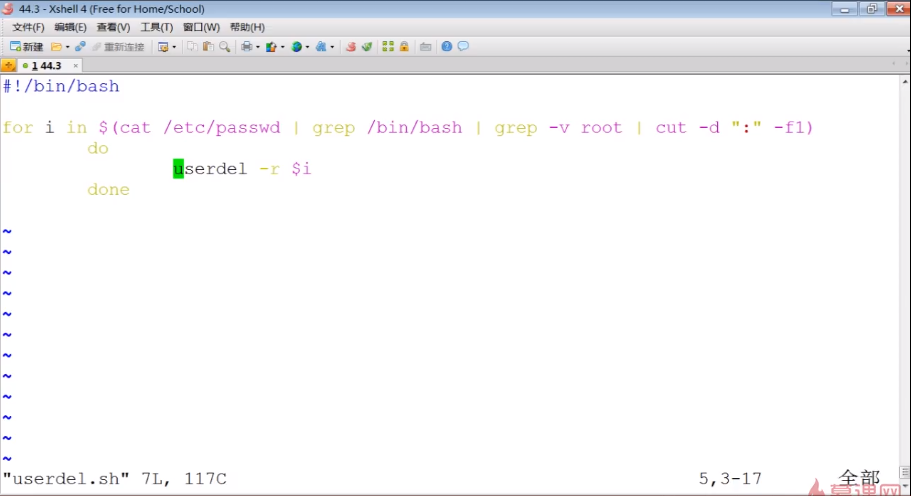 44.3 - Xshell 4 (Free for Home/School)
文件(F) 编辑(E) 查看(V) 工具(T) 窗口(W) 帮助(H)
新建 重新连接
1 44.3
#!/bin/bash
for i in $(cat /etc/passwd | grep /bin/bash | grep -v root | cut -d ":" -f1)
do
userdel -r $i
done
~
~
~
~
~
~
~
~
~
~
~
~
"userdel.sh" 7L, 117C 5,3-17 全部
慕课网